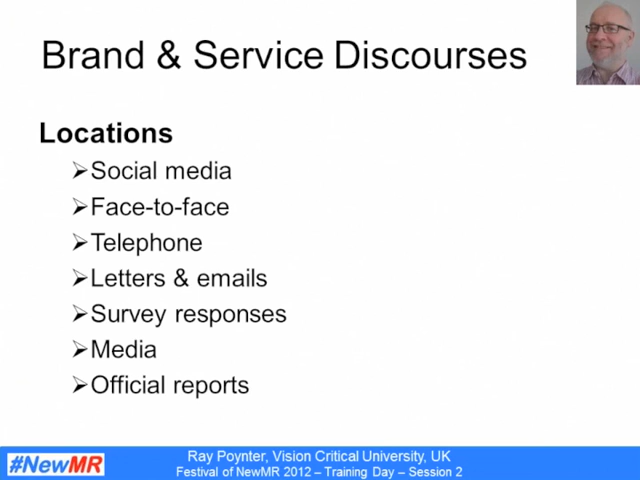 Brand & Service Discourses
Locations
➢Social media
➢Face-to-face
➢Telephone
➢Letters & emails
➢Survey responses
➢Media
➢Official reports
#NewMR
Ray Poynter, Vision Critical University, UK
Festival of NewMR 2012 – Training Day – Session 2